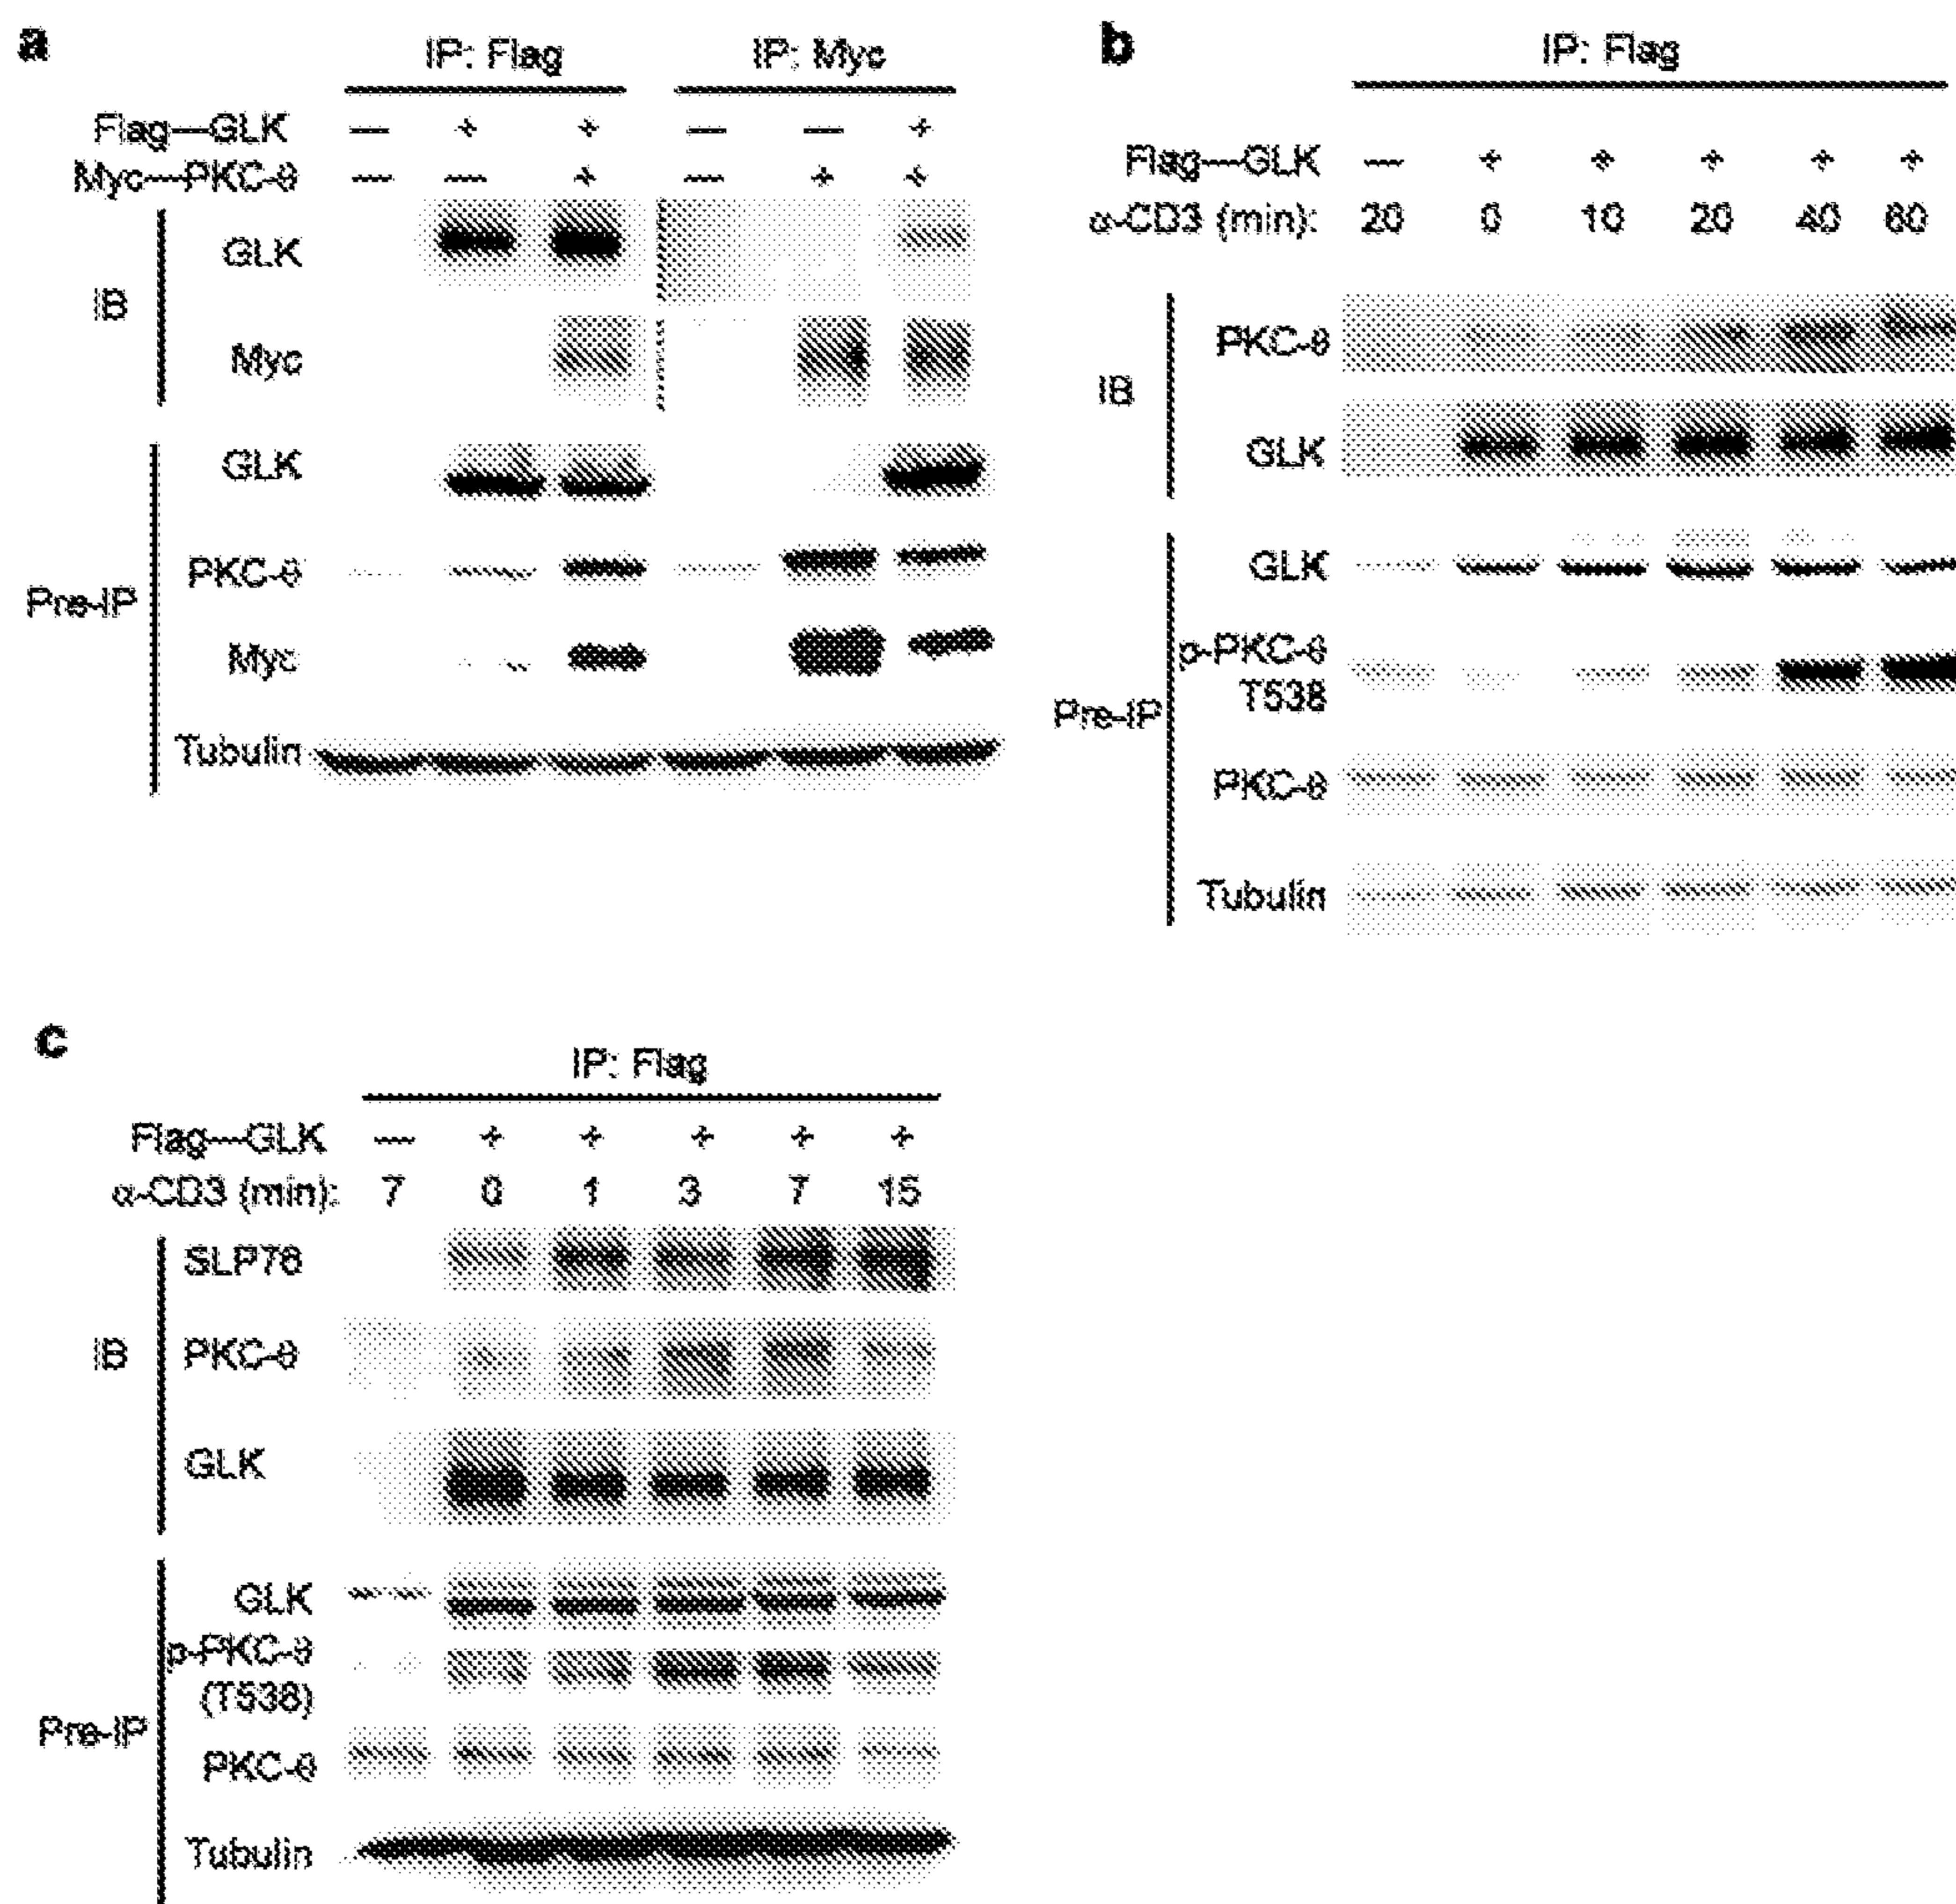 a
IP: Flag IP: Myc
Flag—GLK — + + — — +
Myc—PKC-θ — — + — + +
IB
GLK
Myc
Pre-IP
GLK
PKC-θ
Myc
Tubulin
b
IP: Flag
Flag—GLK — + + + + +
α-CD3 (min): 20 0 10 20 40 60
IB
PKC-θ
GLK
Pre-IP
GLK
p-PKC-θ
T538
PKC-θ
Tubulin
c
IP: Flag
Flag—GLK — + + + + +
α-CD3 (min): 7 0 1 3 7 15
IB
SLP76
PKC-θ
GLK
Pre-IP
GLK
p-PKC-θ
(T538)
PKC-θ
Tubulin